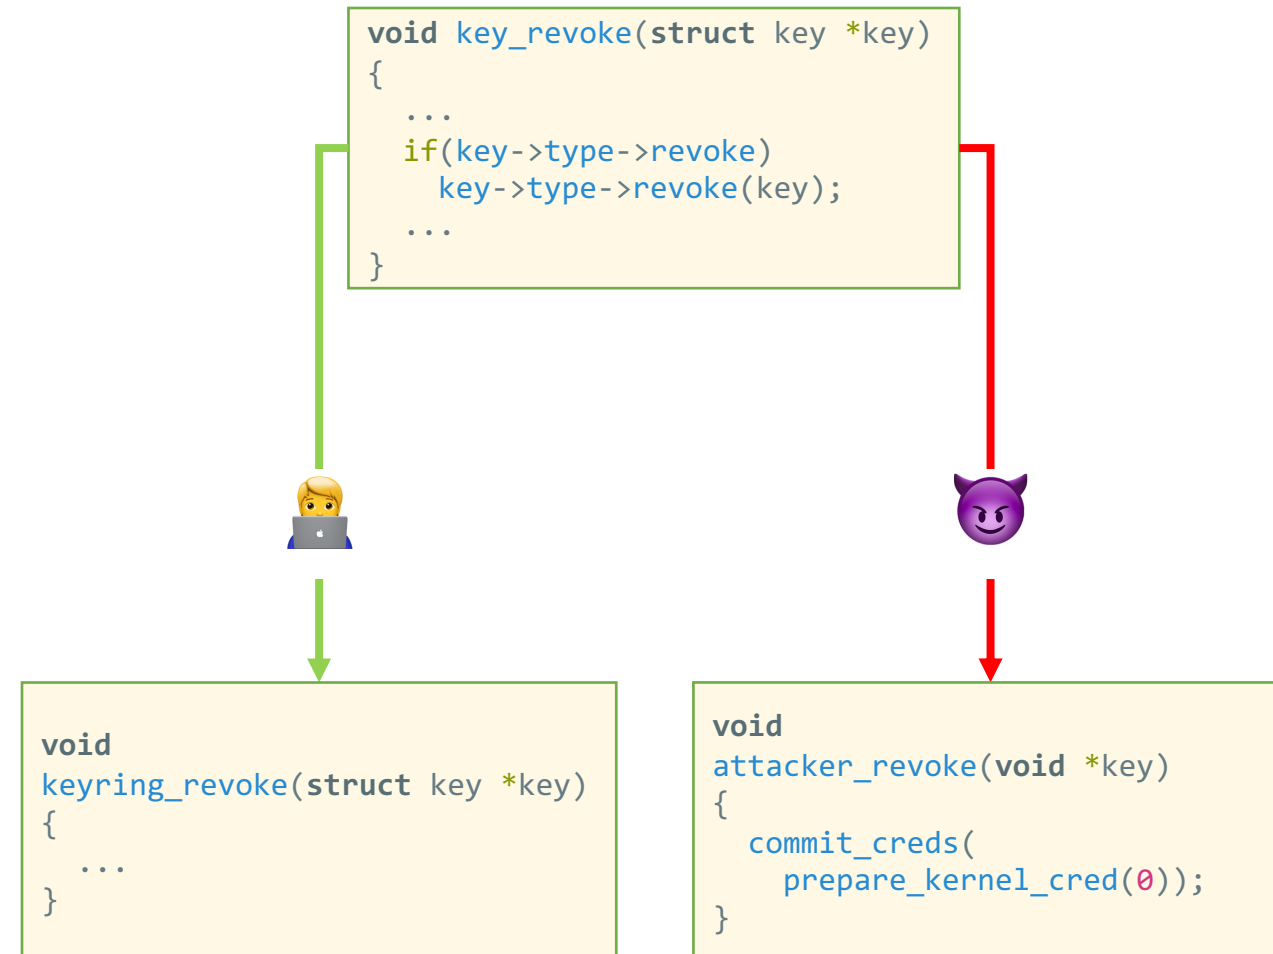 void key_revoke(struct key *key)
{
  ...
  if(key->type->revoke)
    key->type->revoke(key);
  ...
}
void
keyring_revoke(struct key *key)
{
  ...
}
void
attacker_revoke(void *key)
{
  commit_creds(
    prepare_kernel_cred(0));
}